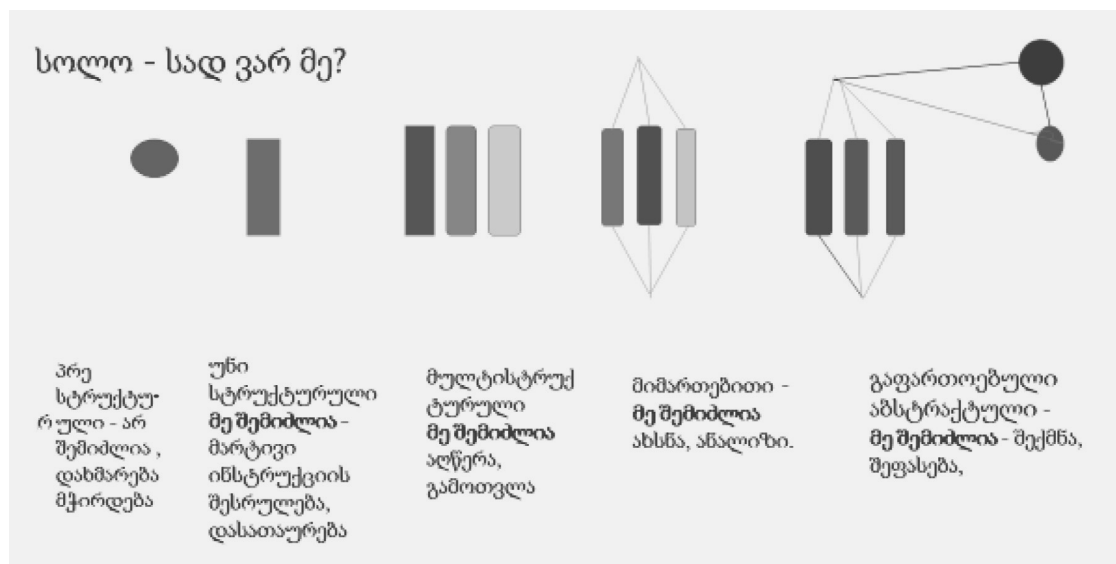 სოლო - სად ვარ მე?
პრე
სტრუქტუ-
რული - არ
შემიძლია ,
დახმარება
მჭირდება
უნი
სტრუქტურული
მე შემიძლია -
მარტივი
ინსტრუქციის
შესრულება,
დასათაურება
მულტისტრუქ
ტურული
მე შემიძლია
აღწერა,
გამოთვლა
მიმართებითი -
მე შემიძლია
ახსნა, ანალიზი.
გაფართოებული
აბსტრაქტული -
მე შემიძლია - შექმნა,
შეფასება,